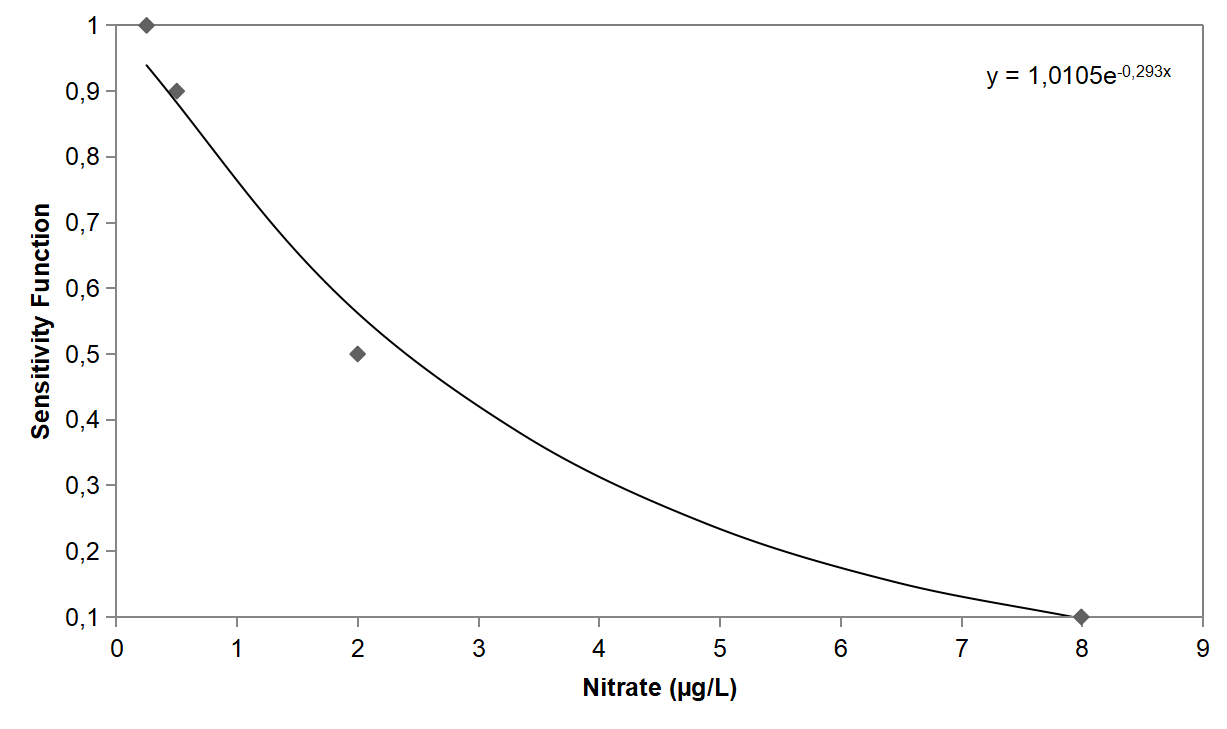 1
y = 1,0105e-0,293x
0,9
0,8
0,7
0,6
0,5
0,4
0,3
0,2
0,1
Sensitivity Function
0 1 2 3 4 5 6 7 8 9
Nitrate (µg/L)